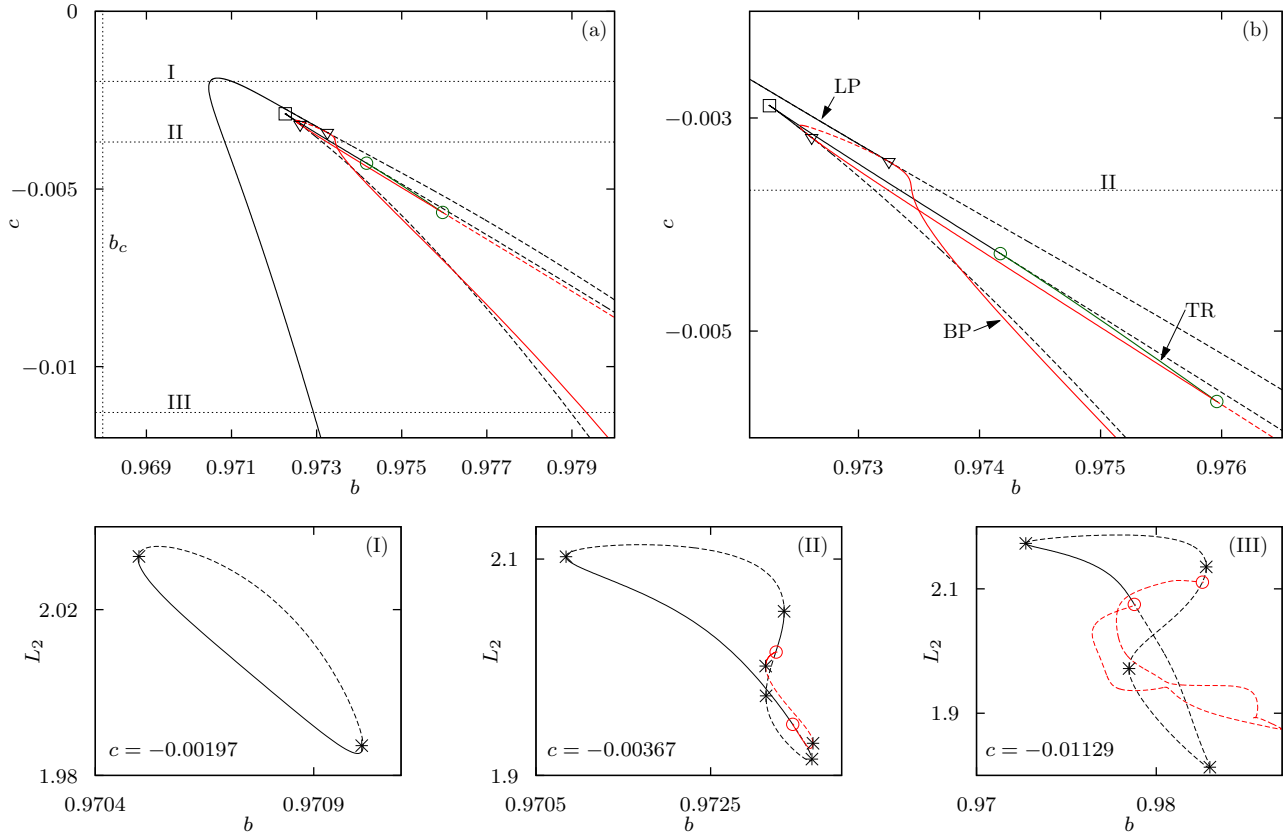 0
−0.005
−0.01
c
0.969
0.971
0.973
0.975
0.977
0.979
b
(a)
I
II
III
b_c
−0.003
−0.005
c
0.973
0.974
0.975
0.976
b
(b)
LP
II
TR
BP
2.02
1.98
L₂
0.9704
0.9709
b
(I)
c = −0.00197
2.1
1.9
L₂
0.9705
0.9725
b
(II)
c = −0.00367
2.1
1.9
L₂
0.97
0.98
b
(III)
c = −0.01129